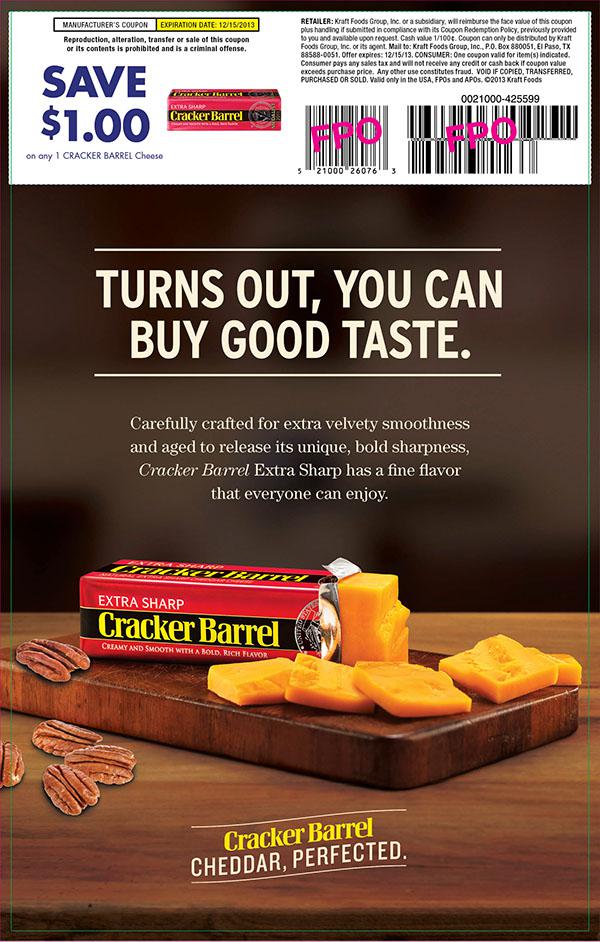 MANUFACTURER'S COUPON
EXPIRATION DATE: 12/15/2013
Reproduction, alteration, transfer or sale of this coupon
or its contents is prohibited and is a criminal offense.
SAVE
$1.00
on any 1 CRACKER BARREL Cheese
EXTRA SHARP
Cracker Barrel
RETAILER: Kraft Foods Group, Inc. or a subsidiary, will reimburse the face value of this coupon
plus handling if submitted in compliance with its Coupon Redemption Policy, previously provided
to you and available upon request. Cash value 1/100¢. Coupon can only be distributed by Kraft
Foods Group, Inc. or its agent. Mail to: Kraft Foods Group, Inc., P.O. Box 880051, El Paso, TX
88588-0051. Offer expires: 12/15/13. CONSUMER: One coupon valid for item(s) indicated.
Consumer pays any sales tax and will not receive any credit or cash back if coupon value
exceeds purchase price. Any other use constitutes fraud. VOID IF COPIED, TRANSFERRED,
PURCHASED OR SOLD. Valid only in the USA, FPOs and APOs. ©2013 Kraft Foods
0021000-425599
FPO
FPO
5 21000 26076 3
TURNS OUT, YOU CAN
BUY GOOD TASTE.
Carefully crafted for extra velvety smoothness
and aged to release its unique, bold sharpness,
Cracker Barrel Extra Sharp has a fine flavor
that everyone can enjoy.
EXTRA SHARP
Cracker Barrel
NATURAL EXTRA SHARP CHEDDAR CHEESE
EXTRA SHARP
Cracker Barrel
CREAMY AND SMOOTH WITH A BOLD, RICH FLAVOR
Cracker Barrel
CHEDDAR, PERFECTED.